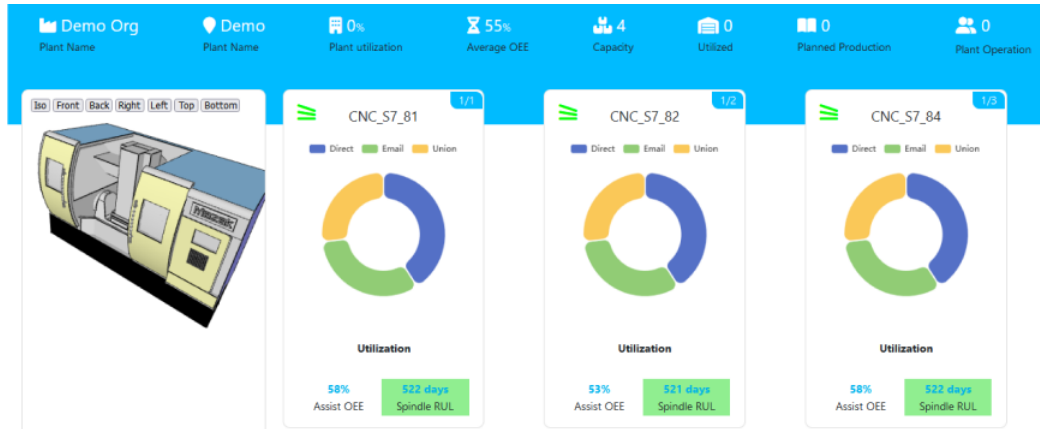 Demo Org
Plant Name
Demo
Plant Name
0%
Plant utilization
55%
Average OEE
4
Capacity
0
Utilized
0
Planned Production
0
Plant Operation
Iso Front Back Right Left Top Bottom
Mazak
1/1
CNC_S7_81
Direct Email Union
Utilization
58%
Assist OEE
522 days
Spindle RUL
1/2
CNC_S7_82
Direct Email Union
Utilization
53%
Assist OEE
521 days
Spindle RUL
1/3
CNC_S7_84
Direct Email Union
Utilization
58%
Assist OEE
522 days
Spindle RUL